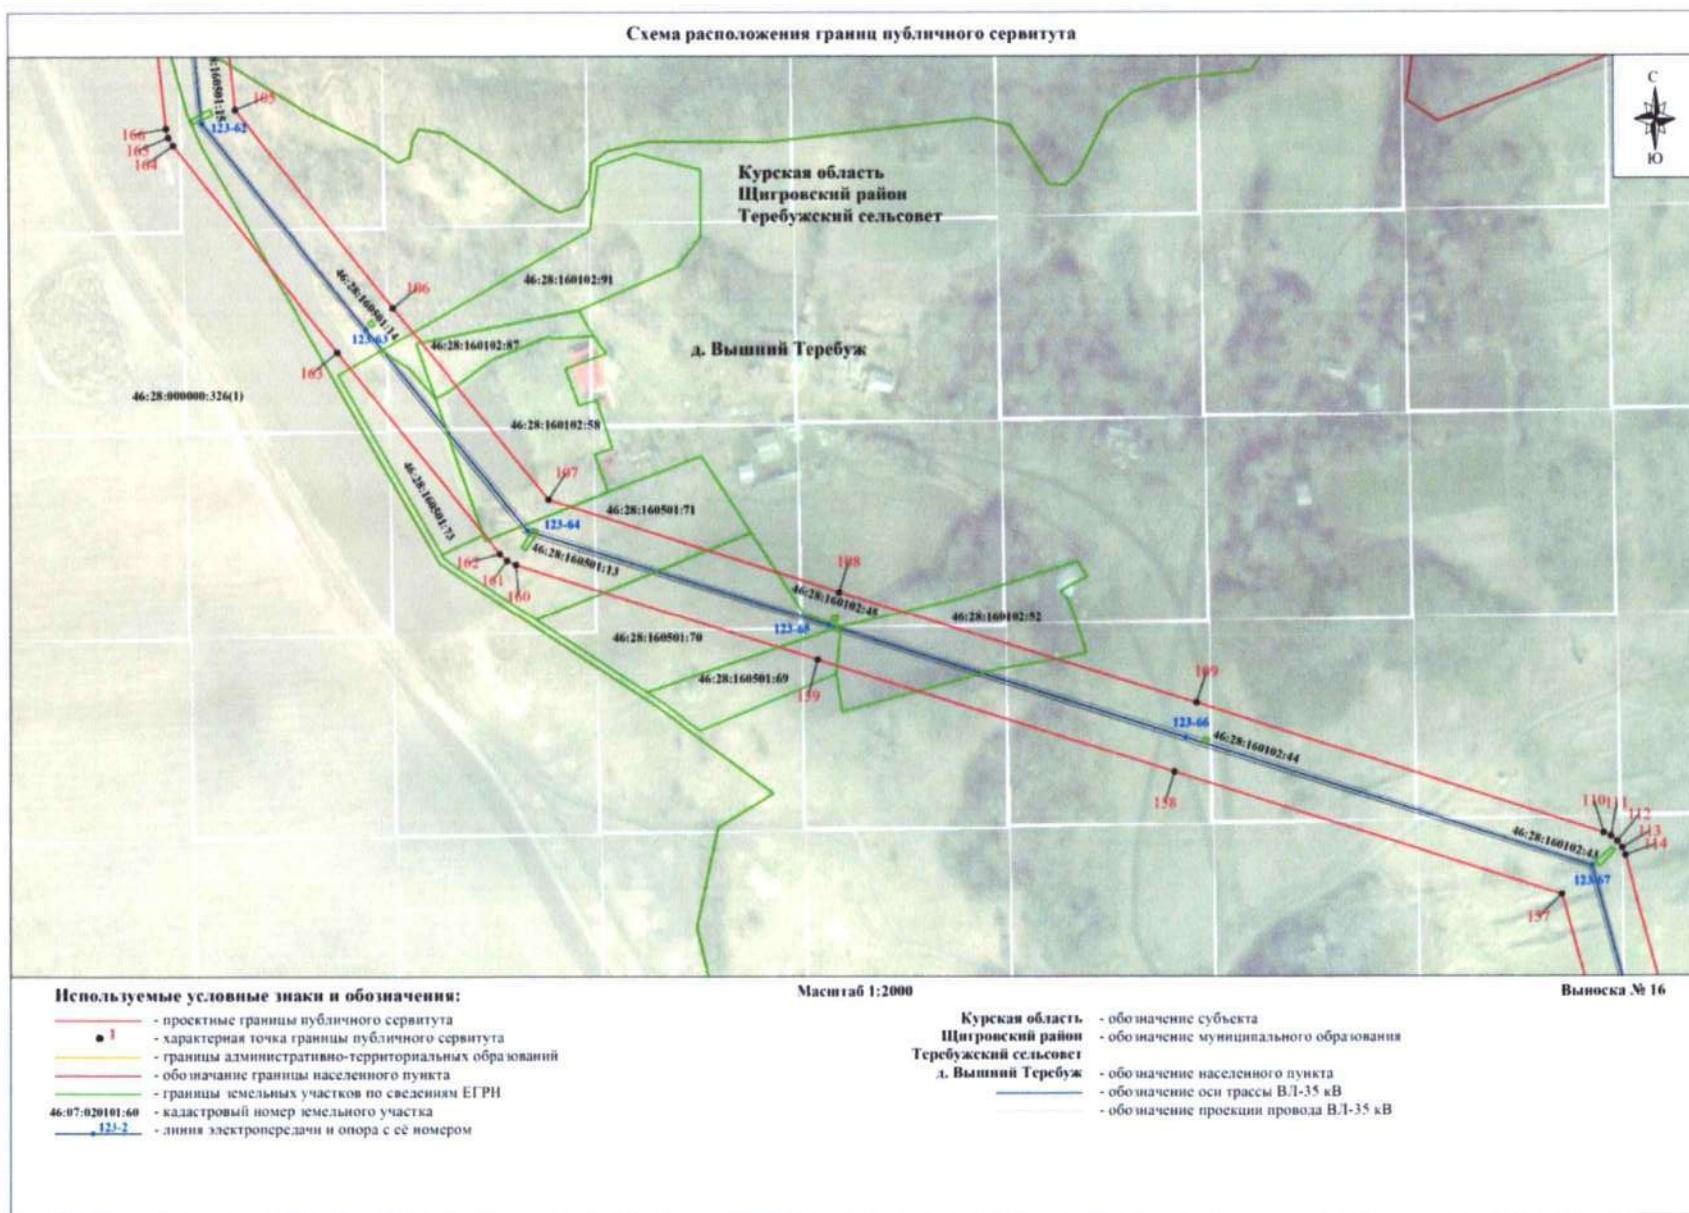 Схема расположения границ публичного сервитута
С
Ю
105
166
165
164
123-62
Курская область
Щигровский район
Теребужский сельсовет
46:28:160102:91
106
46:28:160501:14
123-63
46:28:160102:87
д. Вышний Теребуж
163
46:28:000000:326(1)
46:28:160102:58
46:28:160501:73
107
46:28:160501:71
123-64
46:28:160501:13
162
161
160
108
46:28:160102:48
46:28:160102:52
123-65
46:28:160501:70
46:28:160501:69
159
109
123-66
46:28:160102:44
158
110
111
112
113
114
46:28:160102:43
123-67
157
Используемые условные знаки и обозначения:
Масштаб 1:2000
Выноска № 16
- проектные границы публичного сервитута
1 - характерная точка границы публичного сервитута
- границы административно-территориальных образований
- обозначание границы населенного пункта
- границы земельных участков по сведениям ЕГРН
46:07:020101:60 - кадастровый номер земельного участка
123-2 - линия электропередачи и опора с её номером
Курская область - обозначение субъекта
Щигровский район - обозначение муниципального образования
Теребужский сельсовет
д. Вышний Теребуж - обозначение населенного пункта
- обозначение оси трассы ВЛ-35 кВ
- обозначение проекции провода ВЛ-35 кВ